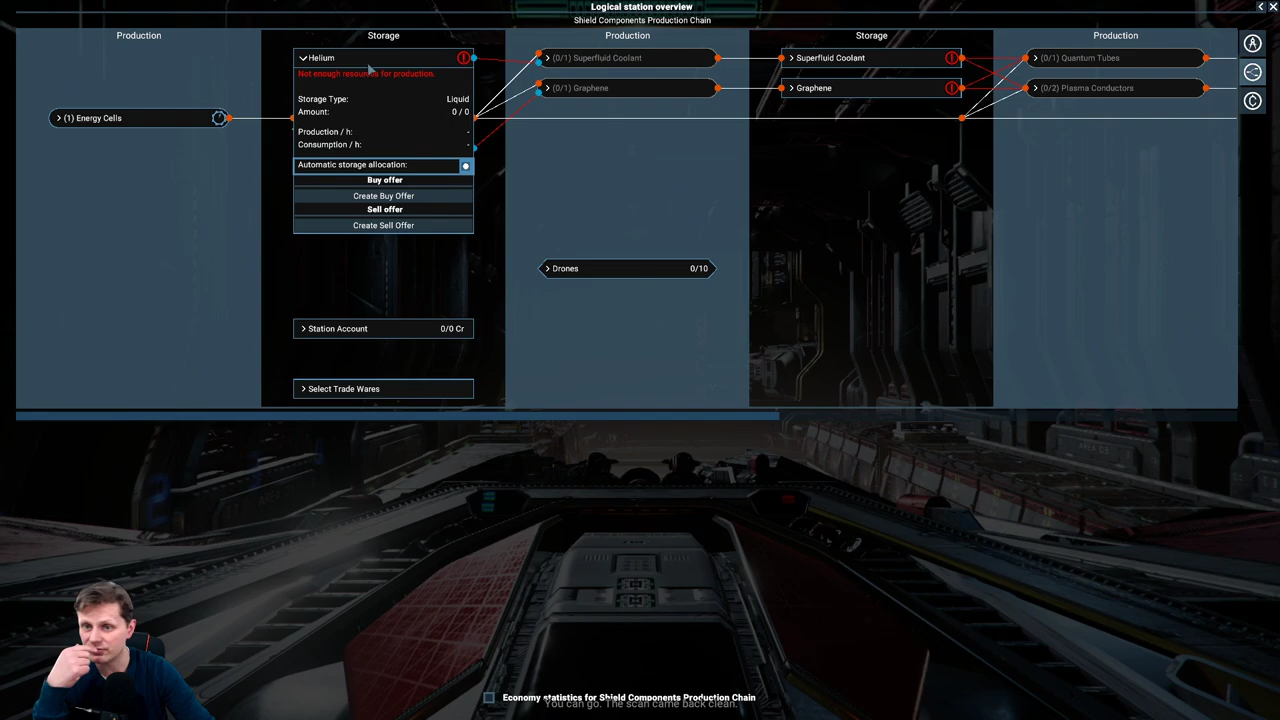 Logical station overview
Shield Components Production Chain
Production
Storage
Production
Storage
Production
Helium
Not enough resources for production.
Storage Type: Liquid
Amount: 0 / 0
Production / h: -
Consumption / h: -
Automatic storage allocation:
Buy offer
Create Buy Offer
Sell offer
Create Sell Offer
(0/1) Superfluid Coolant
(0/1) Graphene
Superfluid Coolant
Graphene
(0/1) Quantum Tubes
(0/2) Plasma Conductors
(1) Energy Cells
Drones 0/10
Station Account 0/0 Cr
Select Trade Wares
A
C
Economy statistics for Shield Components Production Chain
You can go. The scan came back clean.